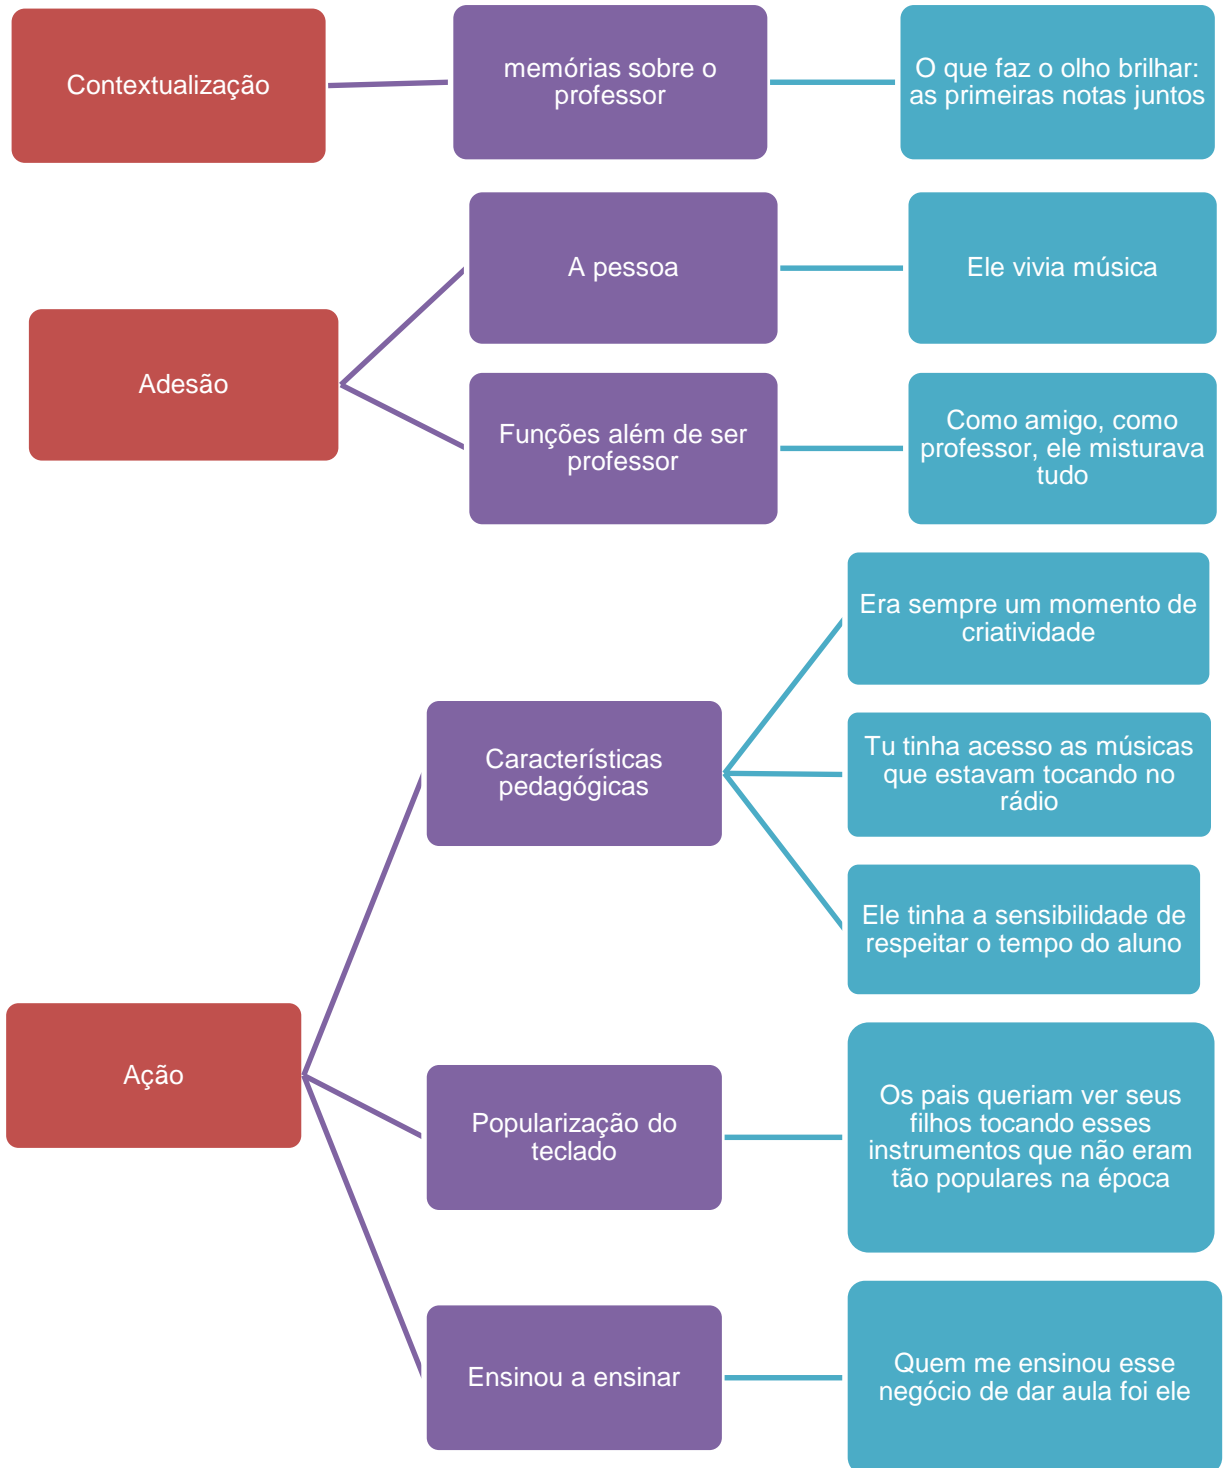 Contextualização
memórias sobre o
professor
O que faz o olho brilhar:
as primeiras notas juntos
Adesão
A pessoa
Ele vivia música
Funções além de ser
professor
Como amigo, como
professor, ele misturava
tudo
Ação
Características
pedagógicas
Era sempre um momento de
criatividade
Tu tinha acesso as músicas
que estavam tocando no
rádio
Ele tinha a sensibilidade de
respeitar o tempo do aluno
Popularização do
teclado
Os pais queriam ver seus
filhos tocando esses
instrumentos que não eram
tão populares na época
Ensinou a ensinar
Quem me ensinou esse
negócio de dar aula foi ele